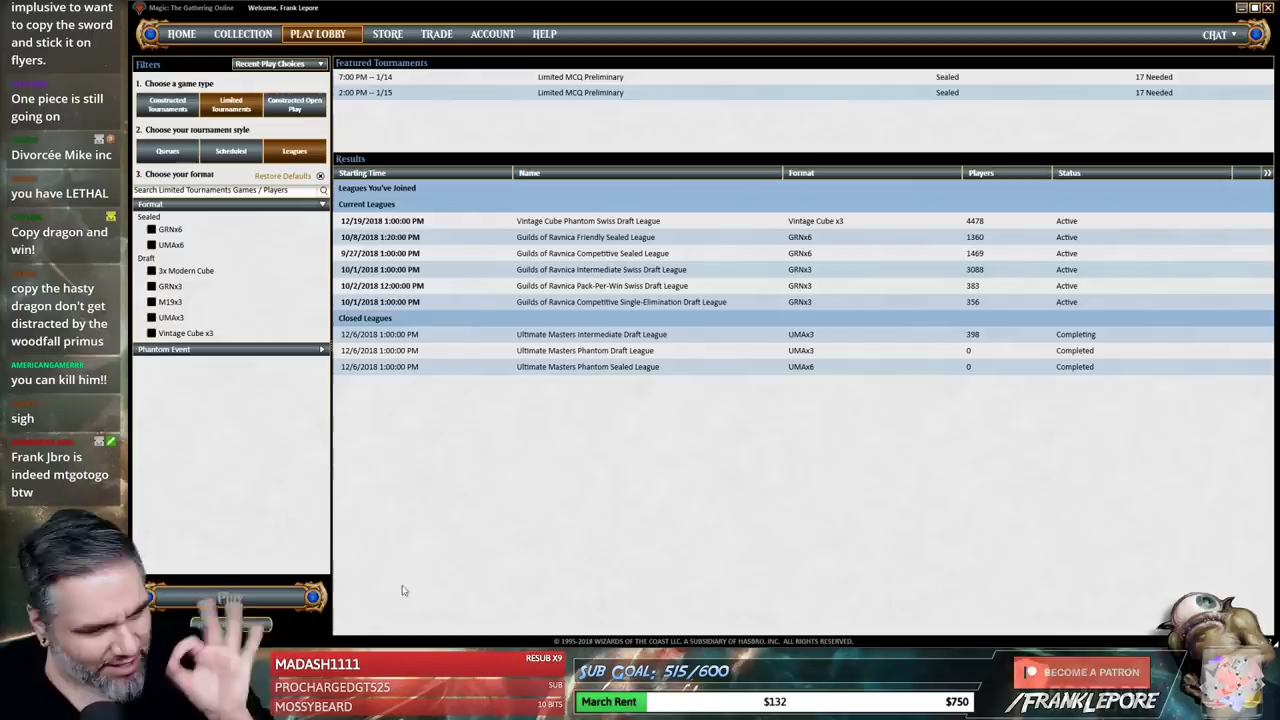 implusive to want
to copy the sword
and stick it on
flyers.
One piece is still
going on
Divorcée Mike inc
you have LETHAL
Copy dragon and
win!
copy the hasty
dragon don't get
distracted by the
woodfall primus
AMERICANGAMERRR
you can kill him!!
sigh
Frank Jbro is
indeed mtgotogo
btw
Magic: The Gathering Online Welcome, Frank Lepore
HOME COLLECTION PLAY LOBBY STORE TRADE ACCOUNT HELP CHAT
Filters Recent Play Choices
1. Choose a game type
Constructed Tournaments Limited Tournaments Constructed Open Play
2. Choose your tournament style
Queues Scheduled Leagues
3. Choose your format Restore Defaults
Search Limited Tournaments Games / Players
Format
Sealed
GRNx6
UMAx6
Draft
3x Modern Cube
GRNx3
M19x3
UMAx3
Vintage Cube x3
Phantom Event
Play
Featured Tournaments
7:00 PM -- 1/14 Limited MCQ Preliminary Sealed 17 Needed
2:00 PM -- 1/15 Limited MCQ Preliminary Sealed 17 Needed
Results
Starting Time Name Format Players Status
Leagues You've Joined
Current Leagues
12/19/2018 1:00:00 PM Vintage Cube Phantom Swiss Draft League Vintage Cube x3 4478 Active
10/8/2018 1:20:00 PM Guilds of Ravnica Friendly Sealed League GRNx6 1360 Active
9/27/2018 1:00:00 PM Guilds of Ravnica Competitive Sealed League GRNx6 1469 Active
10/1/2018 1:00:00 PM Guilds of Ravnica Intermediate Swiss Draft League GRNx3 3088 Active
10/2/2018 12:00:00 PM Guilds of Ravnica Pack-Per-Win Swiss Draft League GRNx3 383 Active
10/1/2018 1:00:00 PM Guilds of Ravnica Competitive Single-Elimination Draft League GRNx3 356 Active
Closed Leagues
12/6/2018 1:00:00 PM Ultimate Masters Intermediate Draft League UMAx3 398 Completing
12/6/2018 1:00:00 PM Ultimate Masters Phantom Draft League UMAx3 0 Completed
12/6/2018 1:00:00 PM Ultimate Masters Phantom Sealed League UMAx6 0 Completed
© 1995-2018 WIZARDS OF THE COAST LLC. A SUBSIDIARY OF HASBRO, INC. ALL RIGHTS RESERVED.
MADASH1111 RESUB X9
PROCHARGEDGT525 SUB
MOSSYBEARD 10 BITS
SUB GOAL: 515/600
March Rent $132 $750
BECOME A PATRON
/FRANKLEPORE